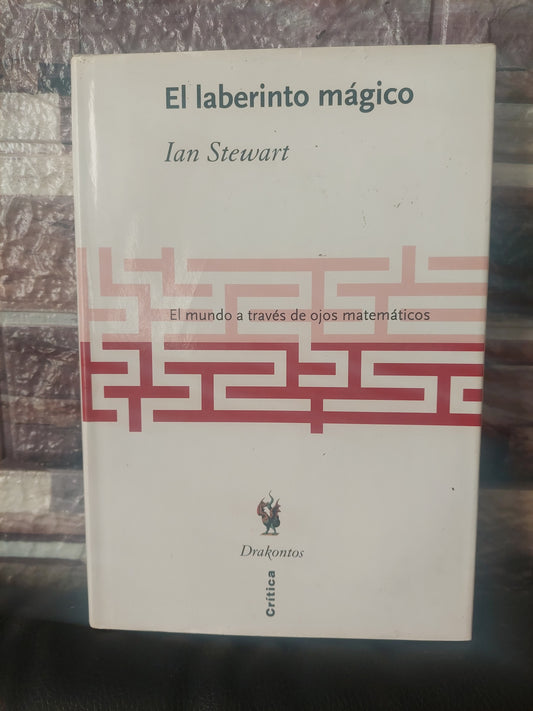 El laberinto mágico
Ian Stewart
El mundo a través de ojos matemáticos
Drakontos
Crítica